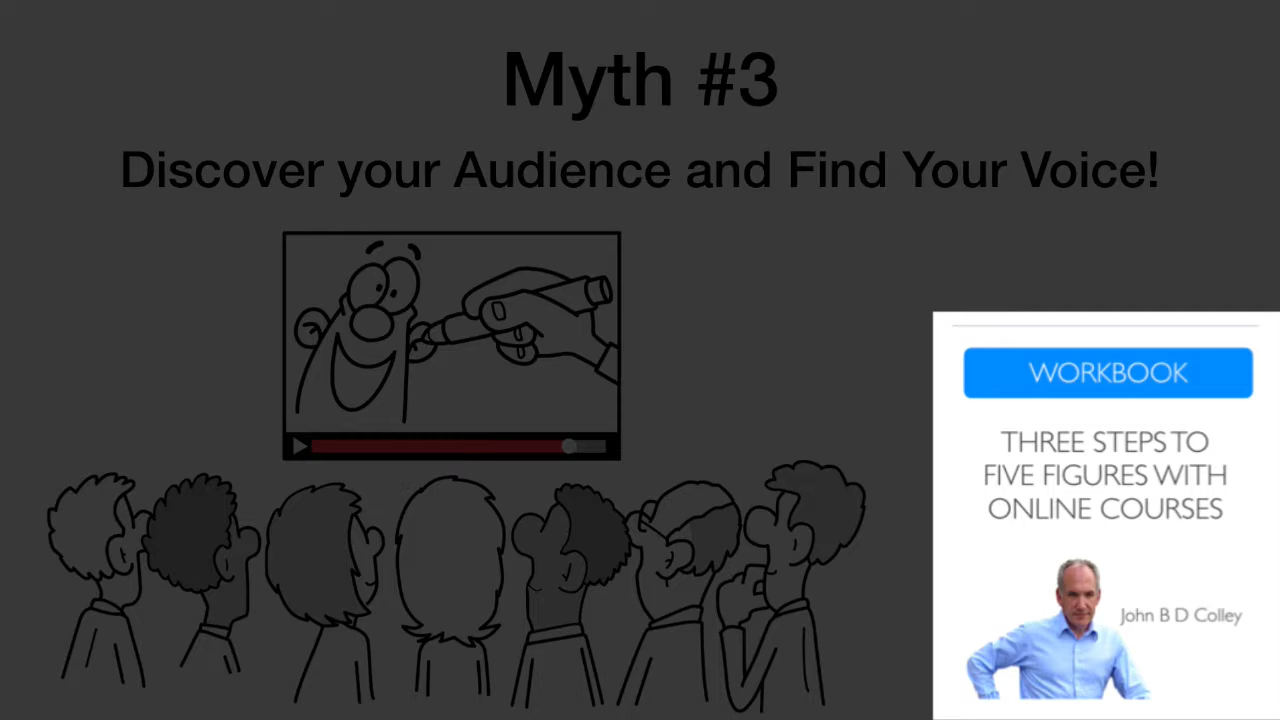 Myth #3
Discover your Audience and Find Your Voice!
WORKBOOK
THREE STEPS TO
FIVE FIGURES WITH
ONLINE COURSES
John B D Colley